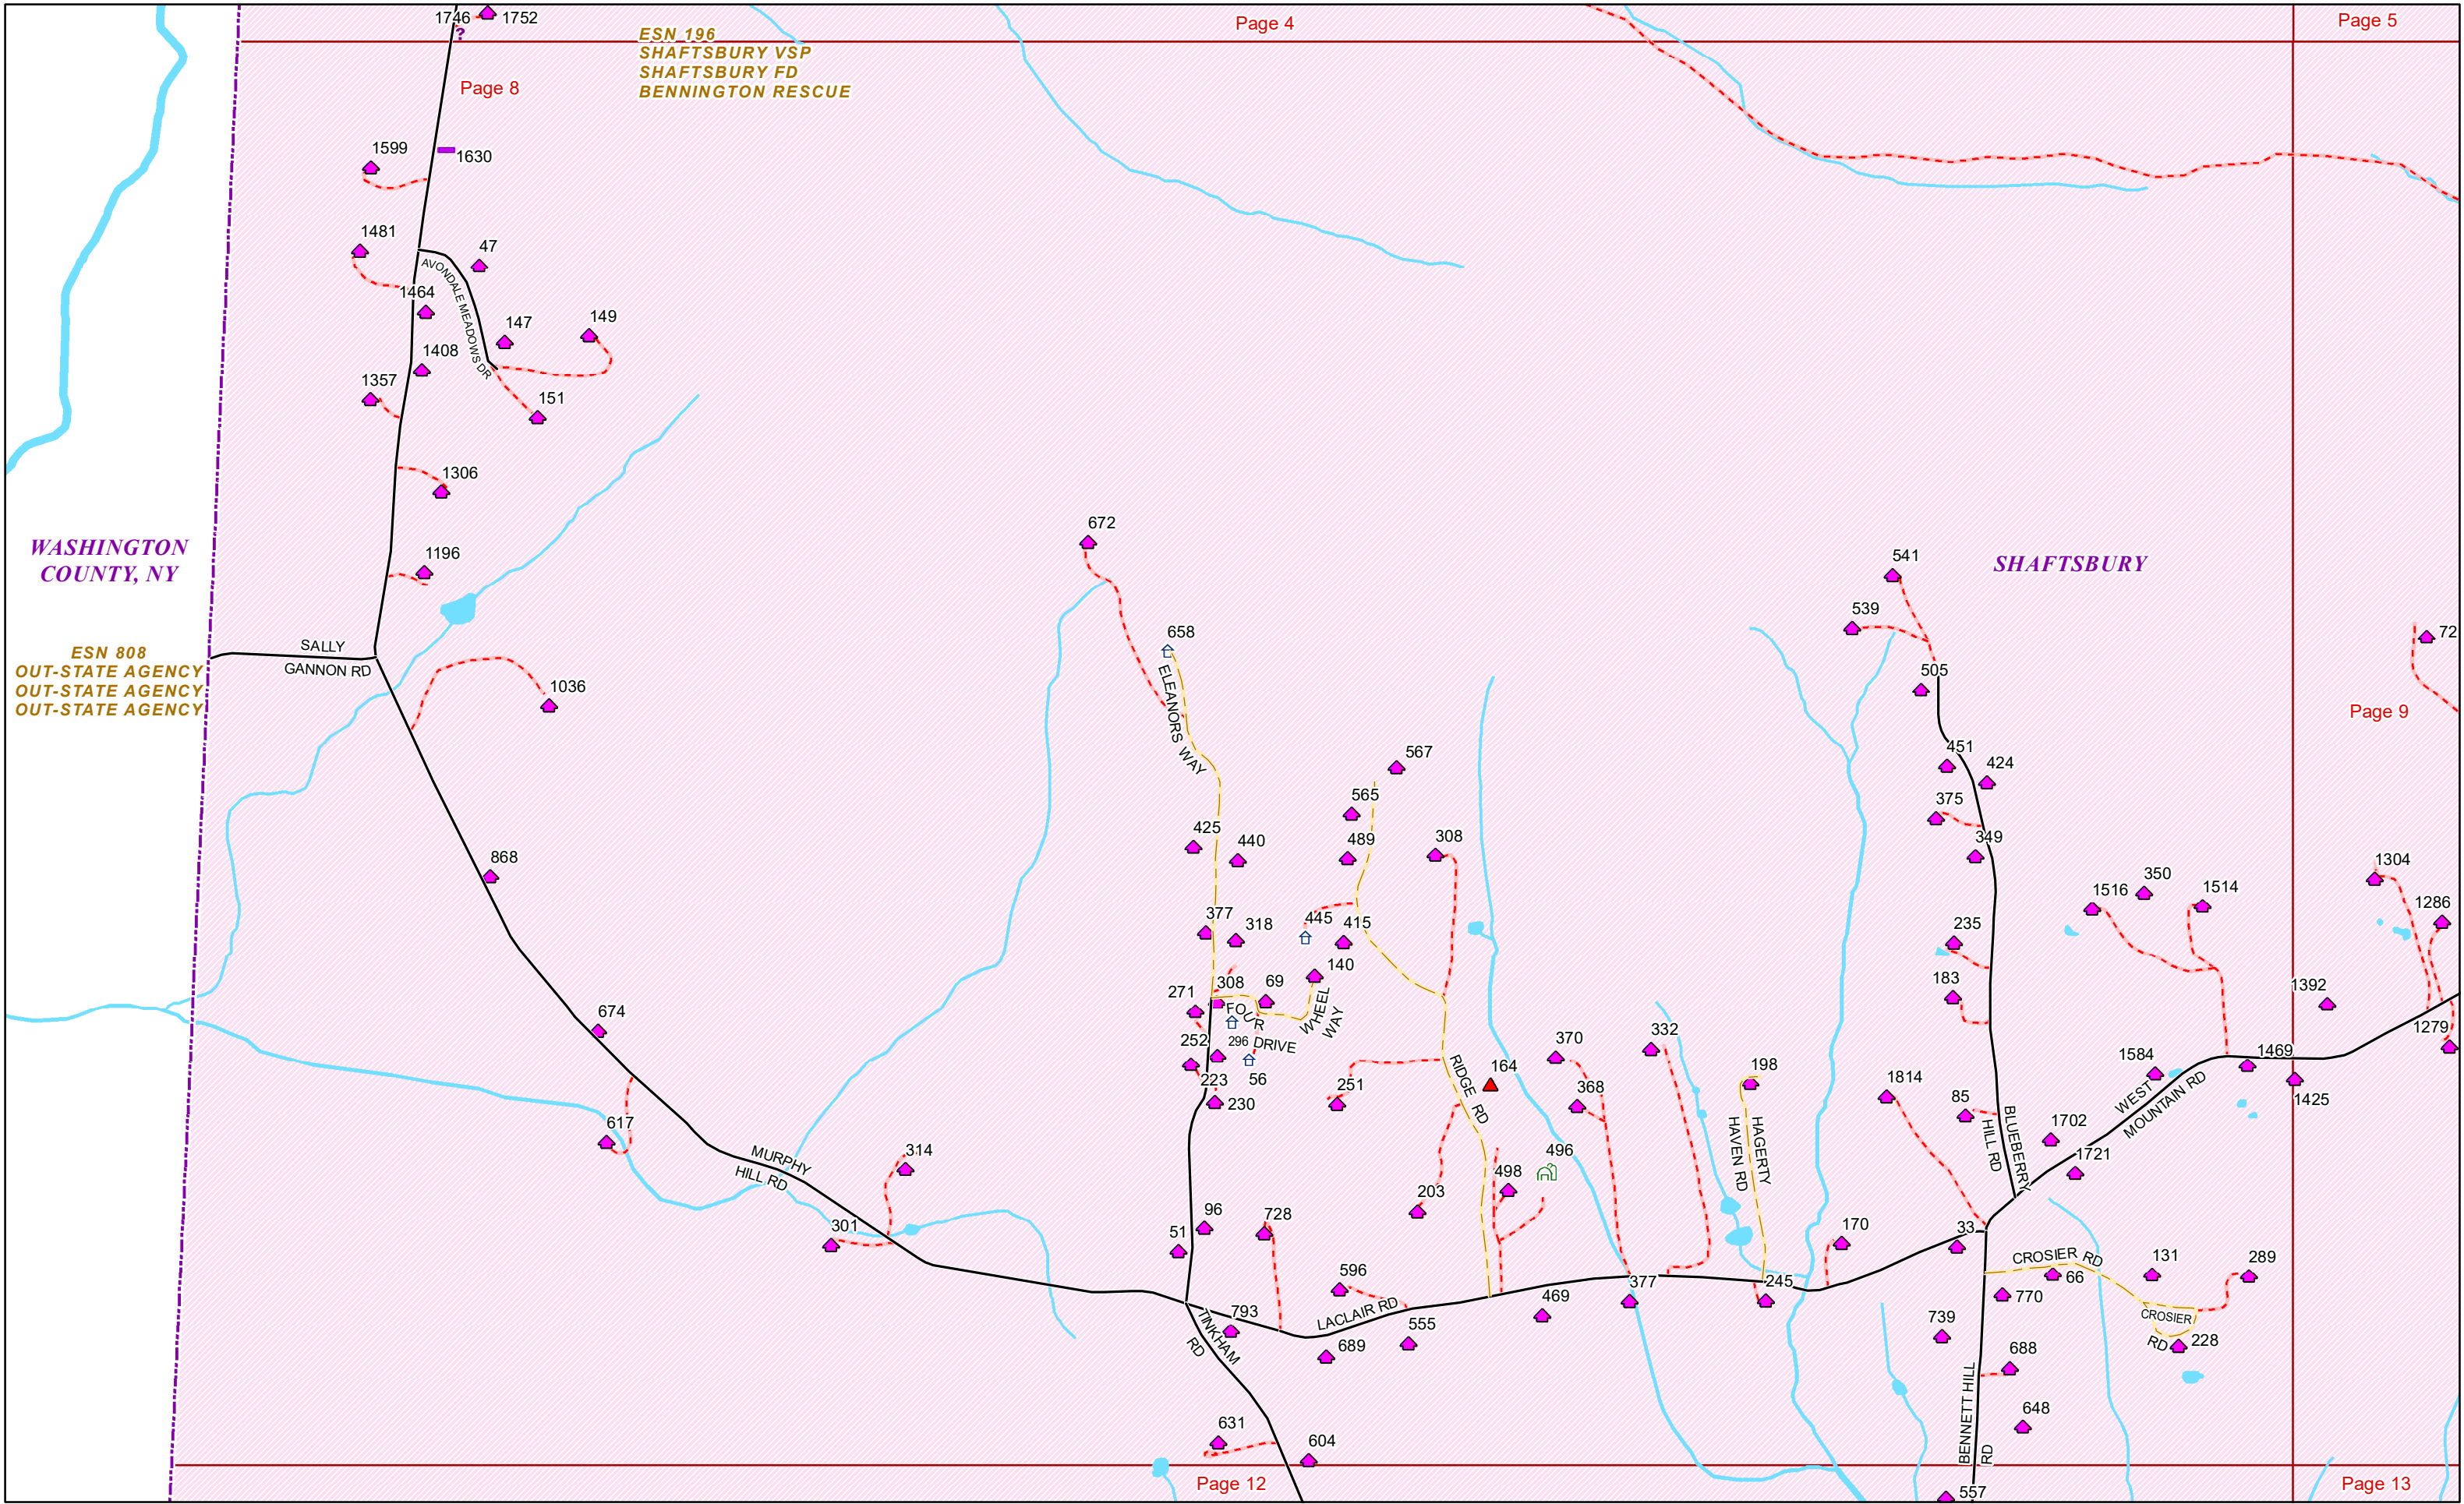 1746
1752
?
ESN 196
SHAFTSBURY VSP
SHAFTSBURY FD
BENNINGTON RESCUE
Page 4
Page 5
Page 8
1599
1630
1481
47
AVONDALE MEADOWS DR
1464
147
149
1408
1357
151
1306
672
WASHINGTON
COUNTY, NY
1196
541
SHAFTSBURY
539
658
72
SALLY
GANNON RD
ESN 808
OUT-STATE AGENCY
OUT-STATE AGENCY
OUT-STATE AGENCY
1036
ELEANORS WAY
505
Page 9
567
451
424
565
375
425
440
489
308
349
868
1304
350
1516
1514
1286
377
318
445
415
235
140
183
271
308
69
1392
FOUR
WHEEL
WAY
674
252
296
DRIVE
370
332
1279
1469
56
223
RIDGE RD
164
198
1584
251
368
1814
85
230
WEST
MOUNTAIN RD
1425
617
BLUEBERRY
HILL RD
1702
HAGERTY
HAVEN RD
1721
MURPHY
HILL RD
314
496
498
203
301
96
728
51
170
33
CROSIER RD
131
289
66
596
377
245
770
793
LACLAIR RD
469
TINKHAM
RD
CROSIER
RD
555
689
739
228
688
BENNETT HILL
RD
648
631
604
Page 12
Page 13
557